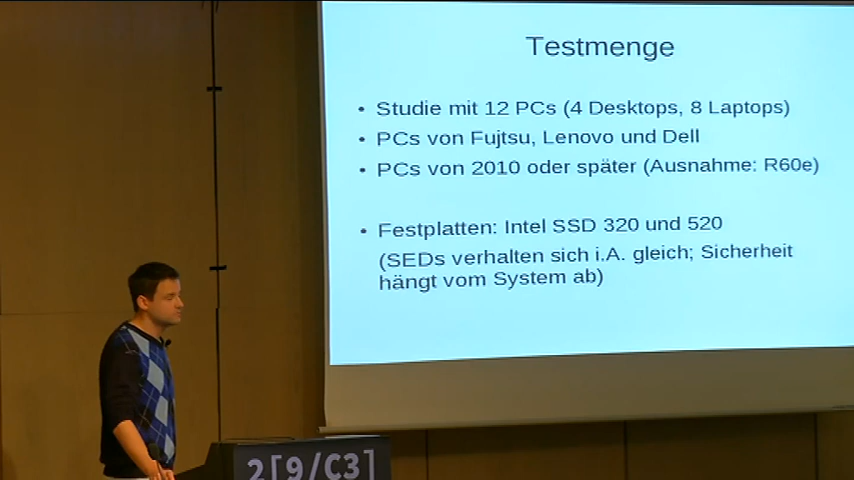 Testmenge
• Studie mit 12 PCs (4 Desktops, 8 Laptops)
• PCs von Fujtsu, Lenovo und Dell
• PCs von 2010 oder später (Ausnahme: R60e)
• Festplatten: Intel SSD 320 und 520
(SEDs verhalten sich i.A. gleich; Sicherheit
hängt vom System ab)
2[9/C3]